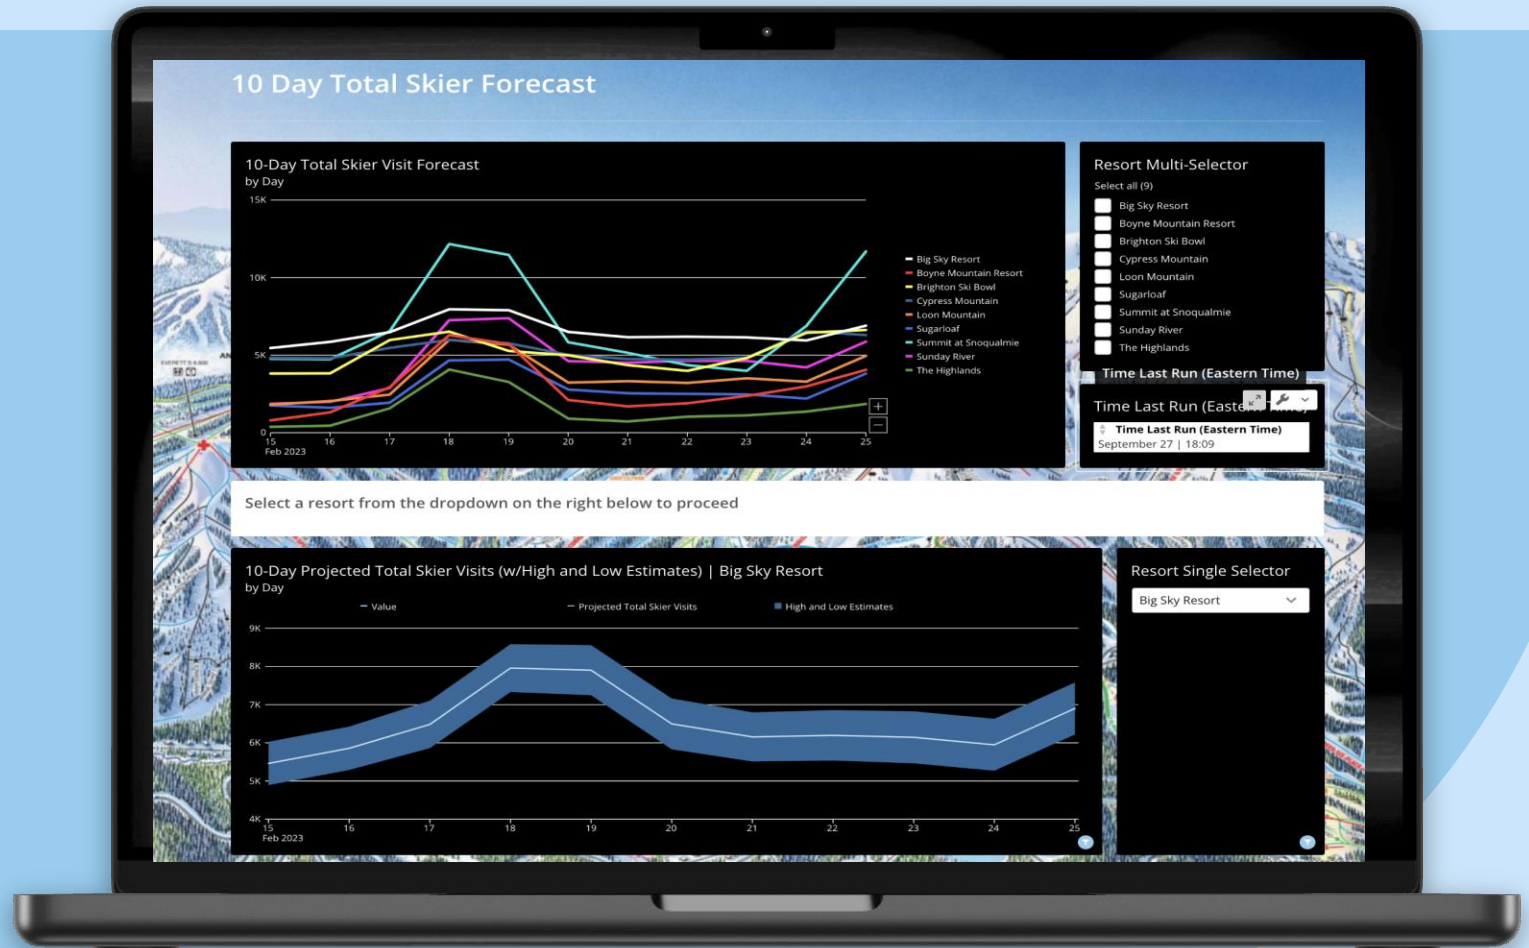 10 Day Total Skier Forecast
10-Day Total Skier Visit Forecast
by Day
15K
10K
5K
0
15 16 17 18 19 20 21 22 23 24 25
Feb 2023
Big Sky Resort
Boyne Mountain Resort
Brighton Ski Bowl
Cypress Mountain
Loon Mountain
Sugarloaf
Summit at Snoqualmie
Sunday River
The Highlands
+
−
Resort Multi-Selector
Select all (9)
Big Sky Resort
Boyne Mountain Resort
Brighton Ski Bowl
Cypress Mountain
Loon Mountain
Sugarloaf
Summit at Snoqualmie
Sunday River
The Highlands
Time Last Run (Eastern Time)
Time Last Run (Easte
Time Last Run (Eastern Time)
September 27 | 18:09
Select a resort from the dropdown on the right below to proceed
10-Day Projected Total Skier Visits (w/High and Low Estimates) | Big Sky Resort
by Day
Value Projected Total Skier Visits High and Low Estimates
9K
8K
7K
6K
5K
4K
15 16 17 18 19 20 21 22 23 24 25
Feb 2023
Resort Single Selector
Big Sky Resort